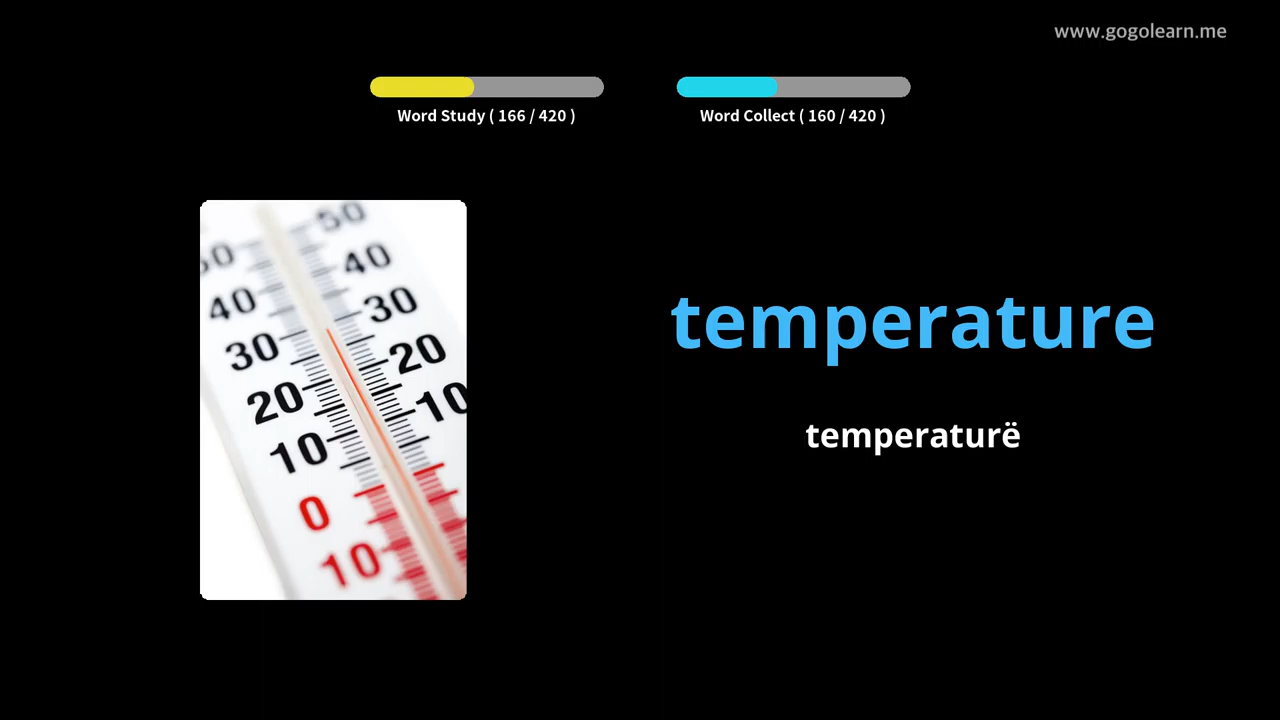 www.gogolearn.me
Word Study ( 166 / 420 )
Word Collect ( 160 / 420 )
50
40
40
30
30
20
20
10
10
0
10
temperature
temperaturë